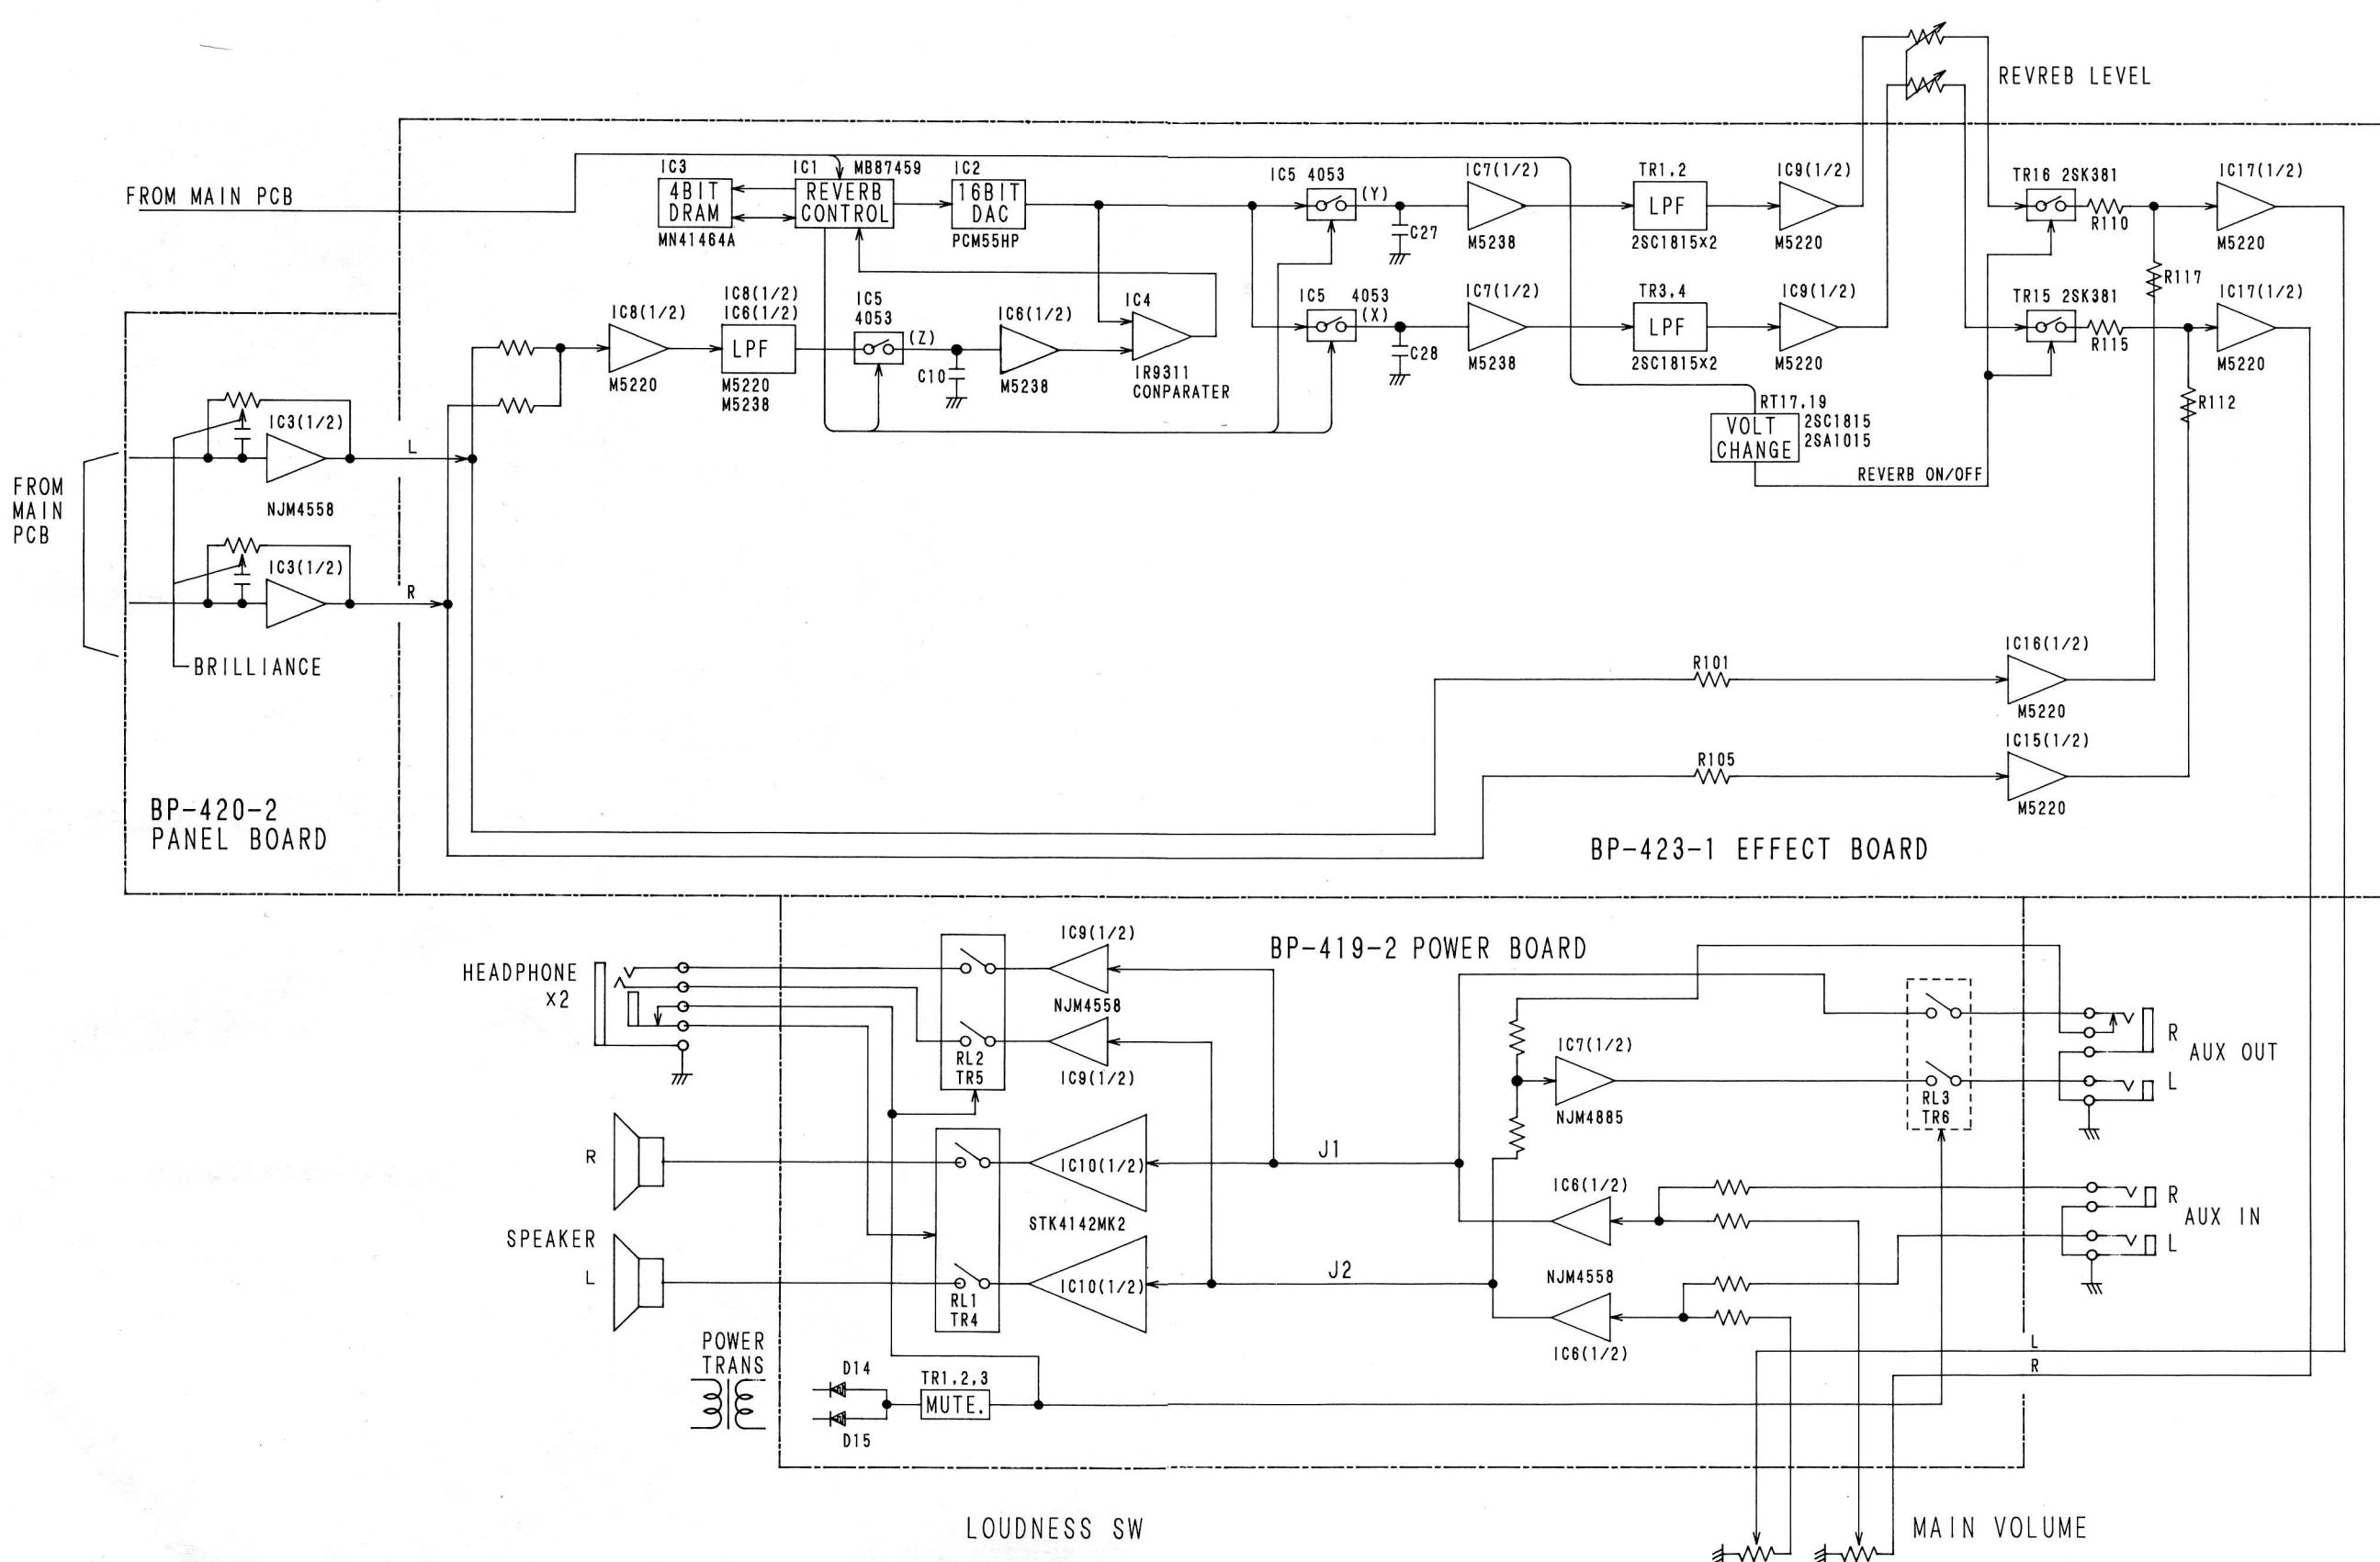 REVREB LEVEL
FROM MAIN PCB
IC3
4BIT
DRAM
MN41464A
IC1 MB87459
REVERB
CONTROL
IC2
16BIT
DAC
PCM55HP
IC5 4053
(Y)
C27
IC7(1/2)
M5238
TR1,2
LPF
2SC1815×2
IC9(1/2)
M5220
TR16 2SK381
R110
IC17(1/2)
M5220
R117
IC8(1/2)
M5220
IC8(1/2)
IC6(1/2)
LPF
M5220
M5238
IC5
4053
(Z)
C10
IC6(1/2)
M5238
IC4
IR9311
CONPARATER
IC5 4053
(X)
C28
IC7(1/2)
M5238
TR3,4
LPF
2SC1815×2
IC9(1/2)
M5220
TR15 2SK381
R115
IC17(1/2)
M5220
R112
RT17,19
VOLT
CHANGE
2SC1815
2SA1015
REVERB ON/OFF
FROM
MAIN
PCB
IC3(1/2)
L
NJM4558
IC3(1/2)
R
BRILLIANCE
R101
IC16(1/2)
M5220
R105
IC15(1/2)
M5220
BP-420-2
PANEL BOARD
BP-423-1 EFFECT BOARD
BP-419-2 POWER BOARD
HEADPHONE
×2
IC9(1/2)
NJM4558
IC9(1/2)
RL2
TR5
IC7(1/2)
NJM4885
RL3
TR6
R
AUX OUT
L
R
IC10(1/2)
J1
STK4142MK2
SPEAKER
L
IC10(1/2)
J2
RL1
TR4
IC6(1/2)
NJM4558
IC6(1/2)
R
AUX IN
L
L
R
POWER
TRANS
D14
D15
TR1,2,3
MUTE.
LOUDNESS SW
MAIN VOLUME